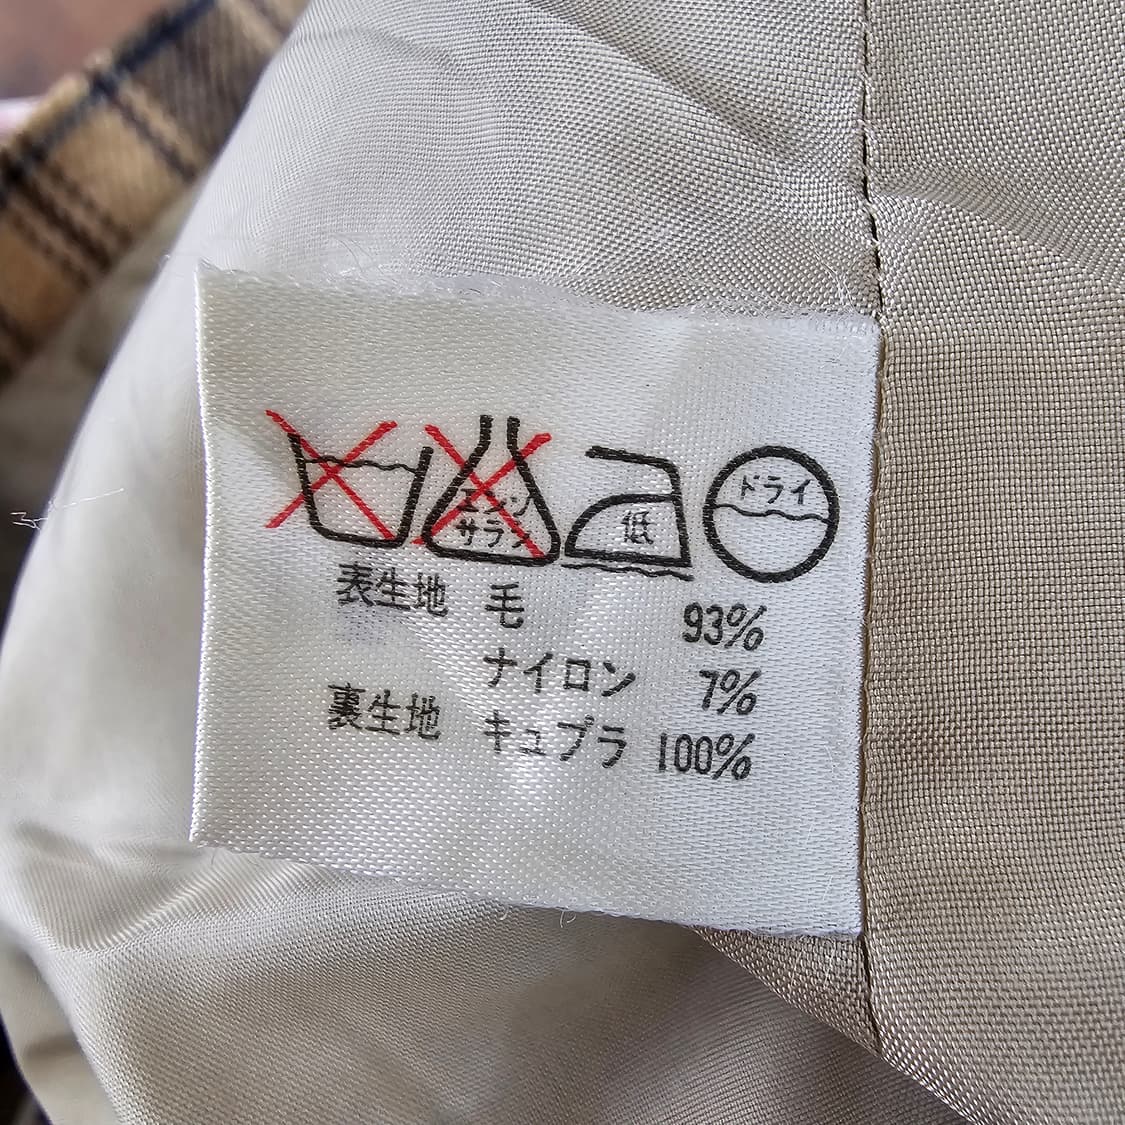 エンソ
サラシ
低
ドライ
表生地 毛 93%
ナイロン 7%
裏生地 キュプラ 100%